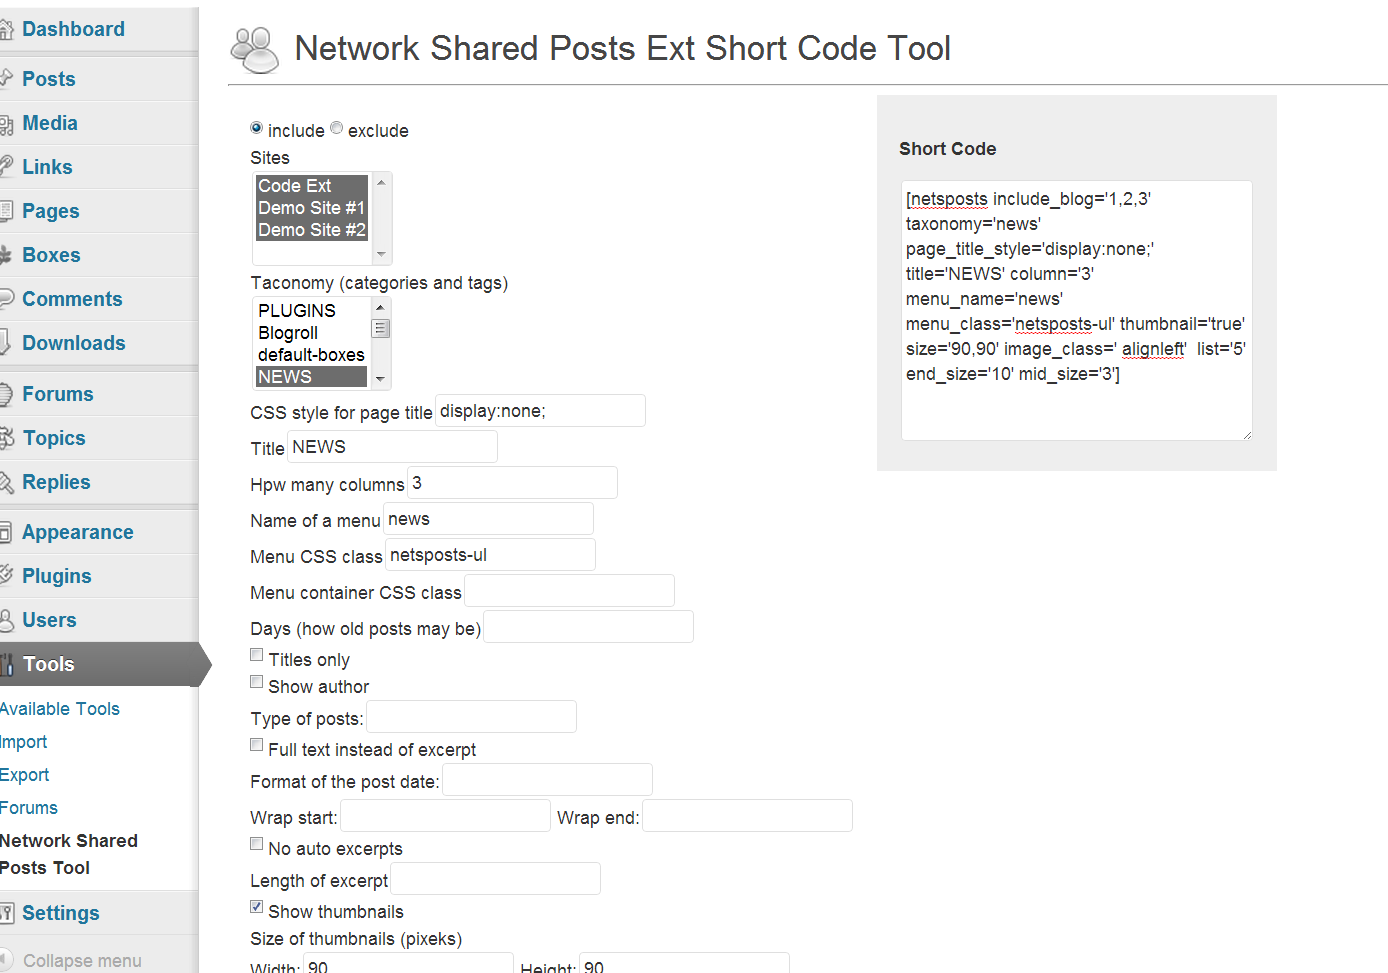 Dashboard
Posts
Media
Links
Pages
Boxes
Comments
Downloads
Forums
Topics
Replies
Appearance
Plugins
Users
Tools
Available Tools
Import
Export
Forums
Network Shared
Posts Tool
Settings
Collapse menu
Network Shared Posts Ext Short Code Tool
include exclude
Sites
Code Ext
Demo Site #1
Demo Site #2
Taconomy (categories and tags)
PLUGINS
Blogroll
default-boxes
NEWS
CSS style for page title display:none;
Title NEWS
Hpw many columns 3
Name of a menu news
Menu CSS class netsposts-ul
Menu container CSS class
Days (how old posts may be)
Titles only
Show author
Type of posts:
Full text instead of excerpt
Format of the post date:
Wrap start: Wrap end:
No auto excerpts
Length of excerpt
Show thumbnails
Size of thumbnails (pixeks)
Width: 90 Height: 90
Short Code
[netsposts include_blog='1,2,3'
taxonomy='news'
page_title_style='display:none;'
title='NEWS' column='3'
menu_name='news'
menu_class='netsposts-ul' thumbnail='true'
size='90,90' image_class=' alignleft'  list='5'
end_size='10' mid_size='3']